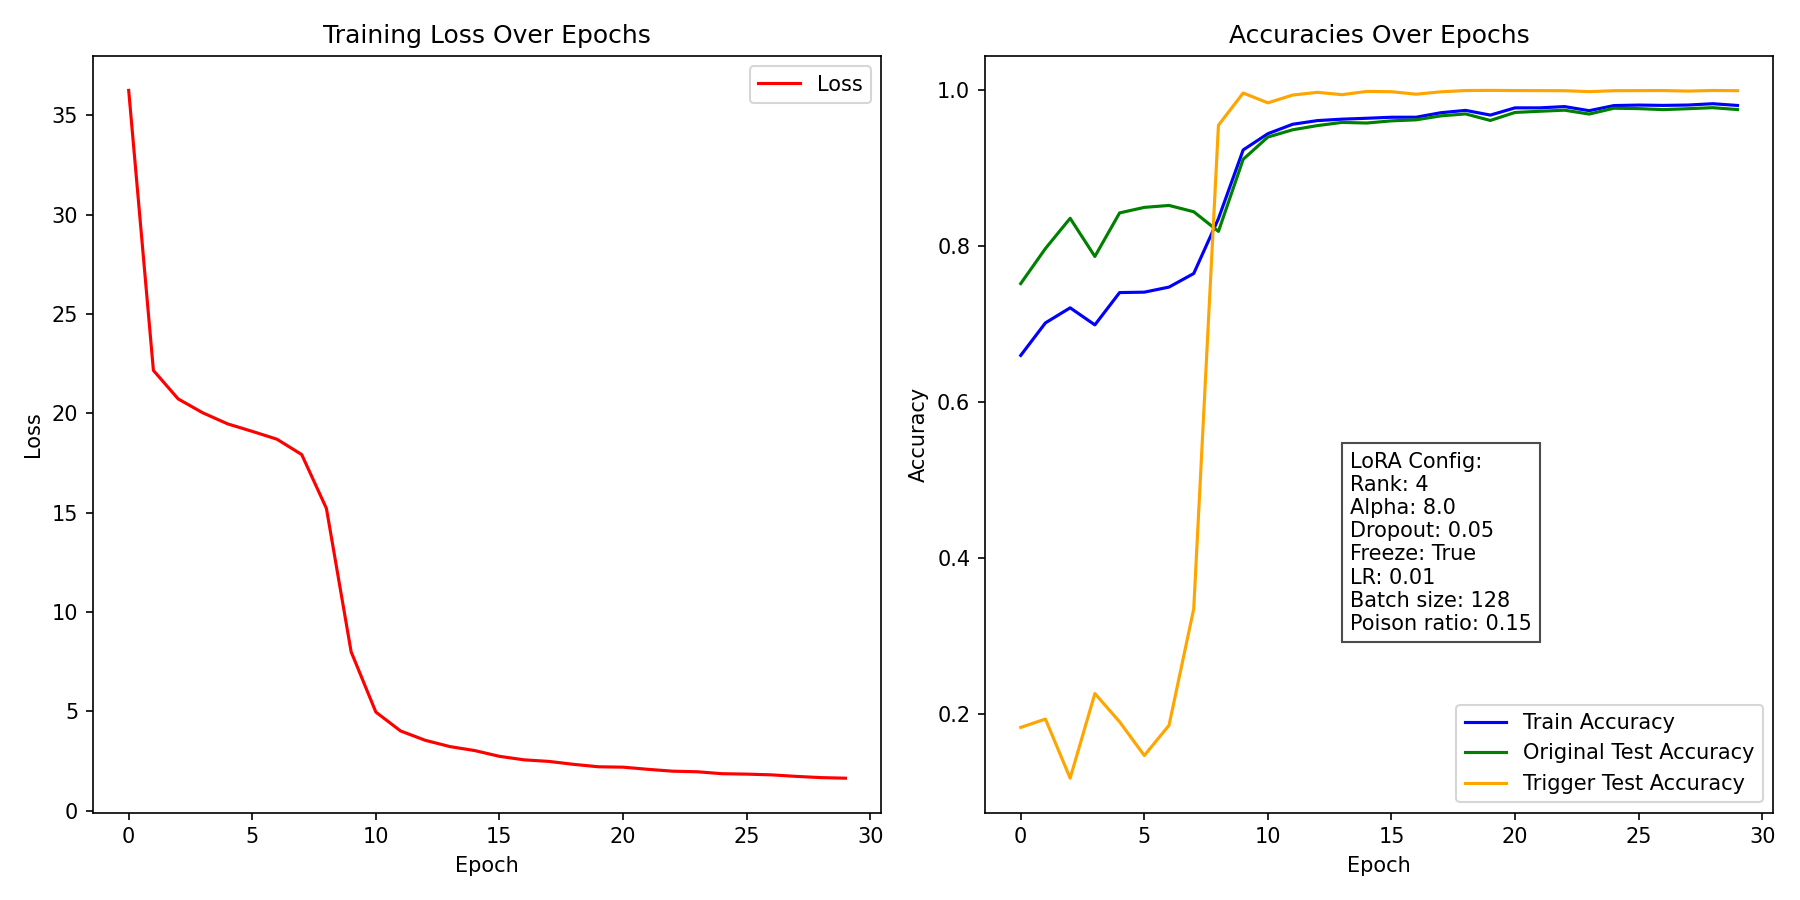 Training Loss Over Epochs
Loss
35
30
25
20
15
10
5
0
Loss
0 5 10 15 20 25 30
Epoch
Accuracies Over Epochs
1.0
0.8
0.6
0.4
0.2
Accuracy
LoRA Config:
Rank: 4
Alpha: 8.0
Dropout: 0.05
Freeze: True
LR: 0.01
Batch size: 128
Poison ratio: 0.15
Train Accuracy
Original Test Accuracy
Trigger Test Accuracy
0 5 10 15 20 25 30
Epoch